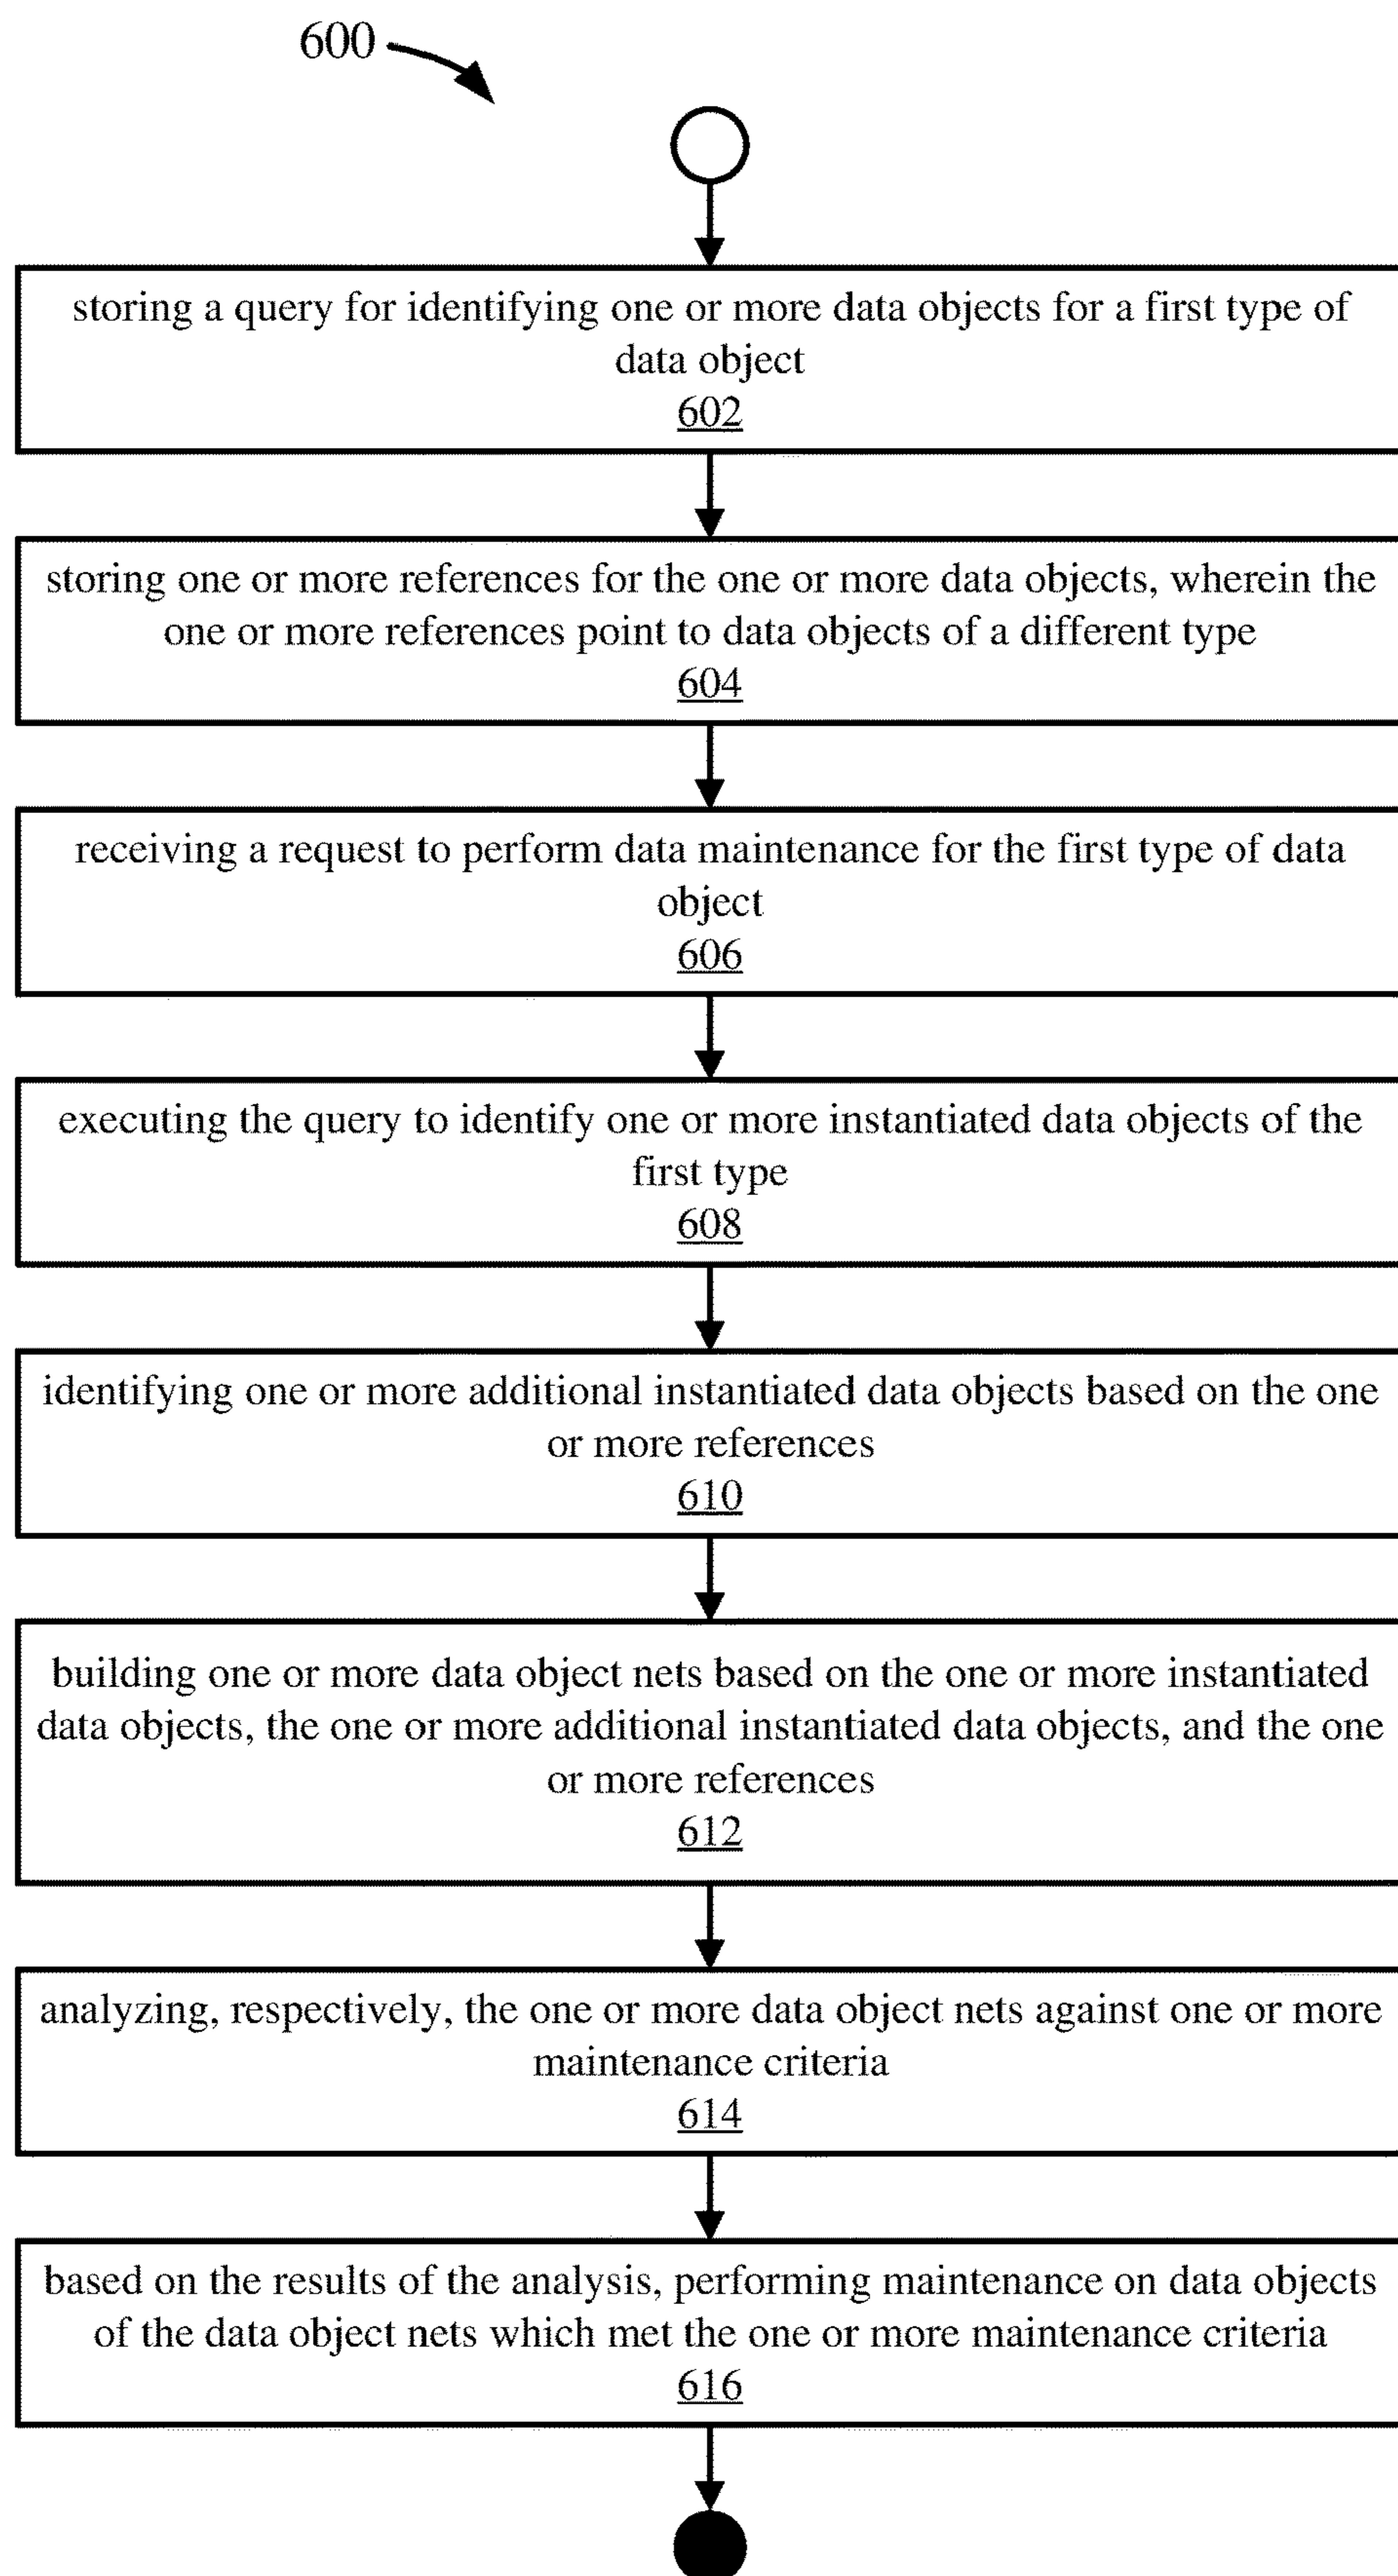 600
storing a query for identifying one or more data objects for a first type of
data object
602
storing one or more references for the one or more data objects, wherein the
one or more references point to data objects of a different type
604
receiving a request to perform data maintenance for the first type of data
object
606
executing the query to identify one or more instantiated data objects of the
first type
608
identifying one or more additional instantiated data objects based on the one
or more references
610
building one or more data object nets based on the one or more instantiated
data objects, the one or more additional instantiated data objects, and the one
or more references
612
analyzing, respectively, the one or more data object nets against one or more
maintenance criteria
614
based on the results of the analysis, performing maintenance on data objects
of the data object nets which met the one or more maintenance criteria
616